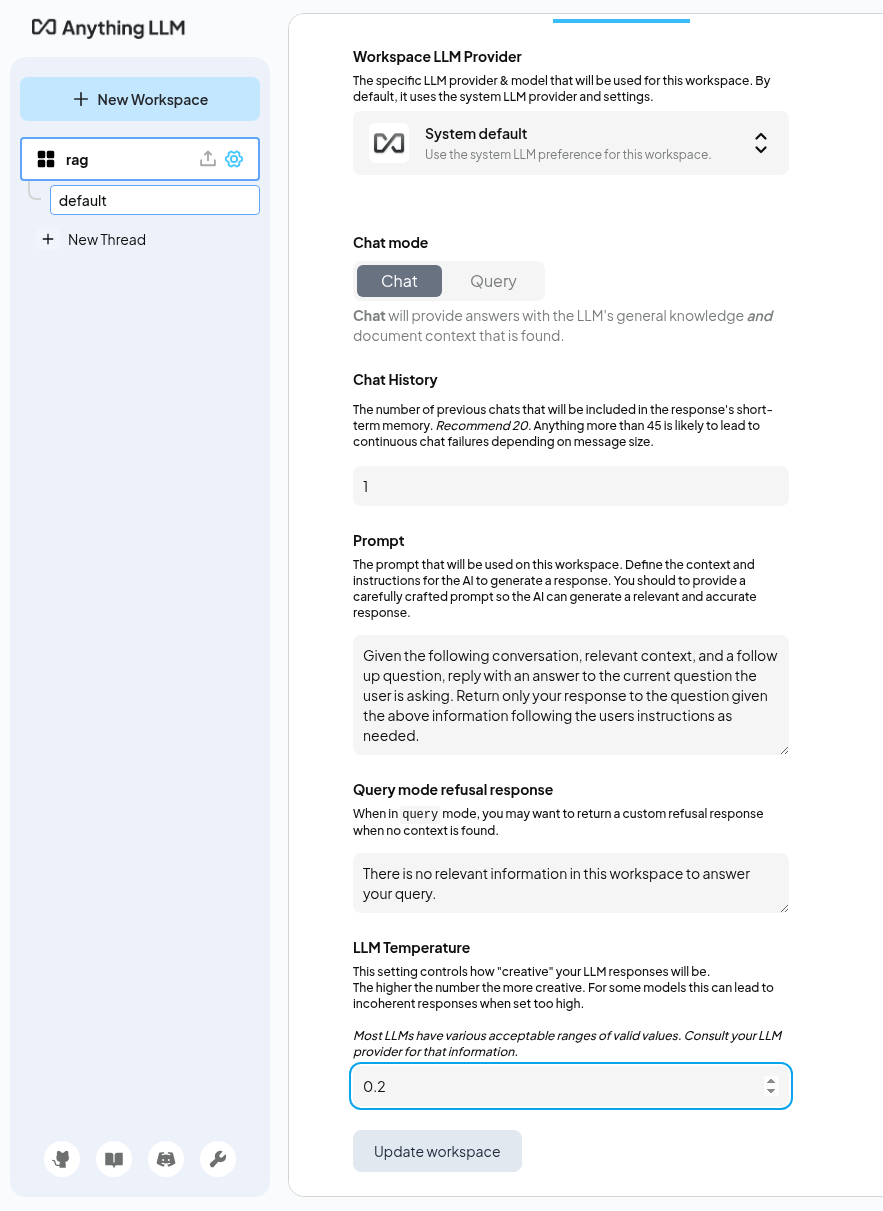 Anything LLM
New Workspace
rag
default
New Thread
Workspace LLM Provider
The specific LLM provider & model that will be used for this workspace. By
default, it uses the system LLM provider and settings.
System default
Use the system LLM preference for this workspace.
Chat mode
Chat Query
Chat will provide answers with the LLM's general knowledge and
document context that is found.
Chat History
The number of previous chats that will be included in the response's short-
term memory. Recommend 20. Anything more than 45 is likely to lead to
continuous chat failures depending on message size.
1
Prompt
The prompt that will be used on this workspace. Define the context and
instructions for the AI to generate a response. You should to provide a
carefully crafted prompt so the AI can generate a relevant and accurate
response.
Given the following conversation, relevant context, and a follow
up question, reply with an answer to the current question the
user is asking. Return only your response to the question given
the above information following the users instructions as
needed.
Query mode refusal response
When in query mode, you may want to return a custom refusal response
when no context is found.
There is no relevant information in this workspace to answer
your query.
LLM Temperature
This setting controls how "creative" your LLM responses will be.
The higher the number the more creative. For some models this can lead to
incoherent responses when set too high.
Most LLMs have various acceptable ranges of valid values. Consult your LLM
provider for that information.
0.2
Update workspace